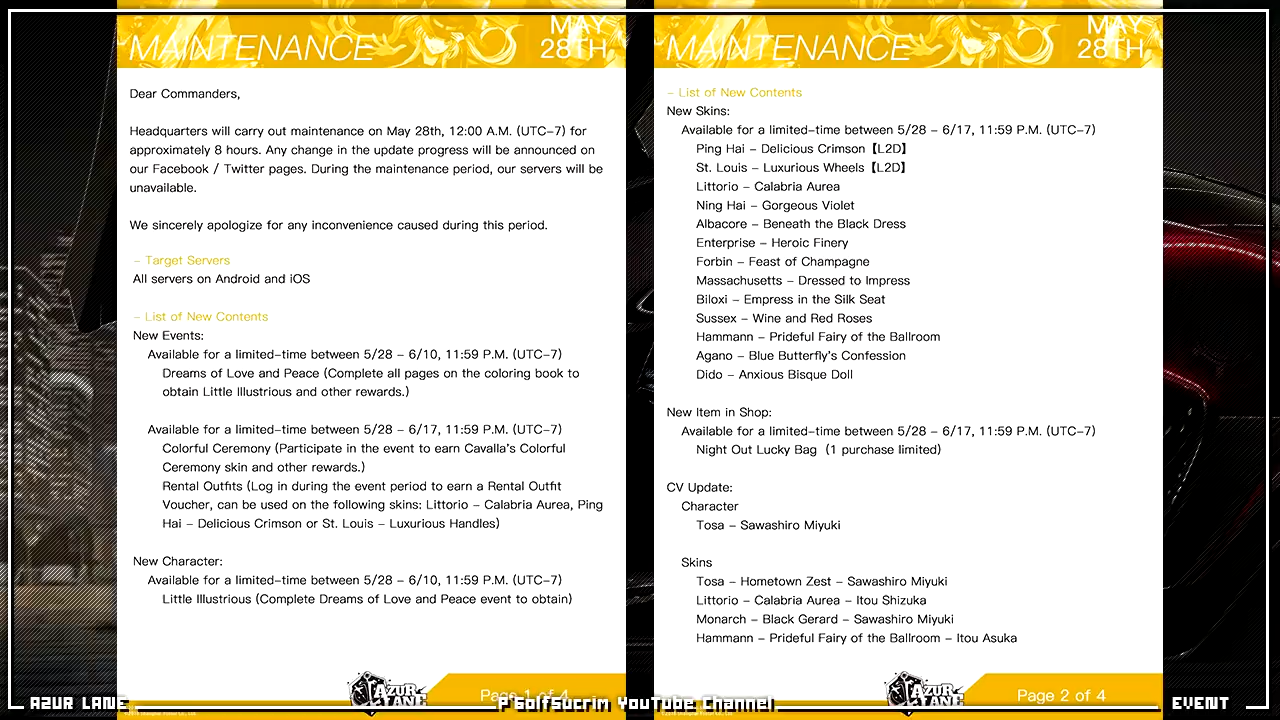 MAINTENANCE
MAY
28TH
Dear Commanders,
Headquarters will carry out maintenance on May 28th, 12:00 A.M. (UTC-7) for
approximately 8 hours. Any change in the update progress will be announced on
our Facebook / Twitter pages. During the maintenance period, our servers will be
unavailable.
We sincerely apologize for any inconvenience caused during this period.
- Target Servers
All servers on Android and iOS
- List of New Contents
New Events:
Available for a limited-time between 5/28 - 6/10, 11:59 P.M. (UTC-7)
Dreams of Love and Peace (Complete all pages on the coloring book to
obtain Little Illustrious and other rewards.)
Available for a limited-time between 5/28 - 6/17, 11:59 P.M. (UTC-7)
Colorful Ceremony (Participate in the event to earn Cavalla's Colorful
Ceremony skin and other rewards.)
Rental Outfits (Log in during the event period to earn a Rental Outfit
Voucher, can be used on the following skins: Littorio - Calabria Aurea, Ping
Hai - Delicious Crimson or St. Louis - Luxurious Handles)
New Character:
Available for a limited-time between 5/28 - 6/10, 11:59 P.M. (UTC-7)
Little Illustrious (Complete Dreams of Love and Peace event to obtain)
AZUR LANE
Page 1 of 4
MAINTENANCE
MAY
28TH
- List of New Contents
New Skins:
Available for a limited-time between 5/28 - 6/17, 11:59 P.M. (UTC-7)
Ping Hai - Delicious Crimson【L2D】
St. Louis - Luxurious Wheels【L2D】
Littorio - Calabria Aurea
Ning Hai - Gorgeous Violet
Albacore - Beneath the Black Dress
Enterprise - Heroic Finery
Forbin - Feast of Champagne
Massachusetts - Dressed to Impress
Biloxi - Empress in the Silk Seat
Sussex - Wine and Red Roses
Hammann - Prideful Fairy of the Ballroom
Agano - Blue Butterfly's Confession
Dido - Anxious Bisque Doll
New Item in Shop:
Available for a limited-time between 5/28 - 6/17, 11:59 P.M. (UTC-7)
Night Out Lucky Bag (1 purchase limited)
CV Update:
Character
Tosa - Sawashiro Miyuki
Skins
Tosa - Hometown Zest - Sawashiro Miyuki
Littorio - Calabria Aurea - Itou Shizuka
Monarch - Black Gerard - Sawashiro Miyuki
Hammann - Prideful Fairy of the Ballroom - Itou Asuka
AZUR LANE
Page 2 of 4
AZUR LANE
P'solfsucrin YouTube Channel
EVENT